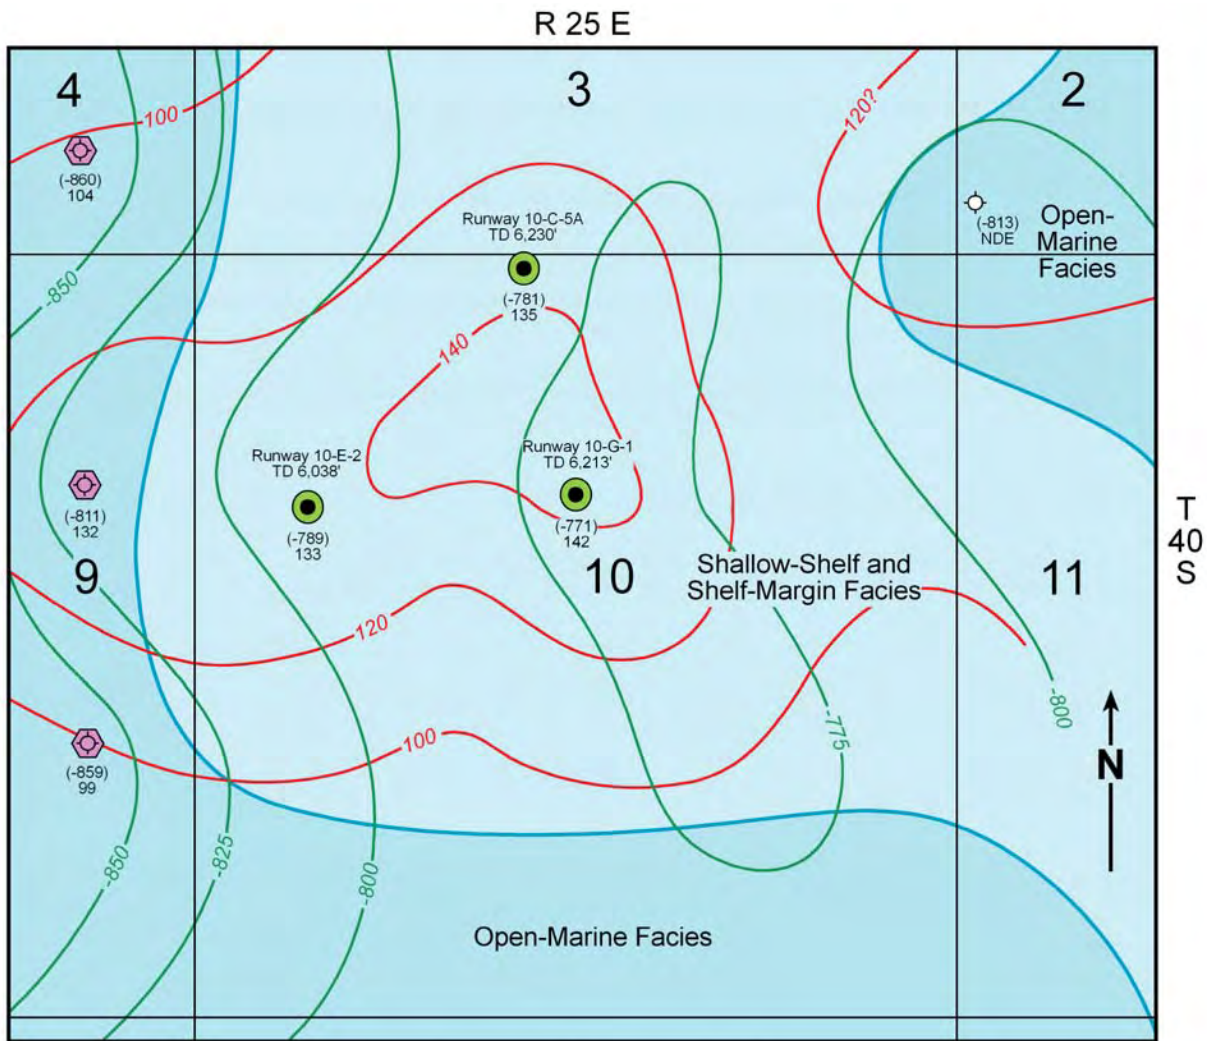 R 25 E
4
3
2
100
120?
(-860)
104
Runway 10-C-5A
TD 6,230'
(-813)
NDE
Open-
Marine
Facies
-850
(-781)
135
140
Runway 10-E-2
TD 6,038'
Runway 10-G-1
TD 6,213'
(-811)
132
(-789)
133
(-771)
142
T
40
S
9
10
11
Shallow-Shelf and
Shelf-Margin Facies
120
-800
100
-775
N
(-859)
99
-850
-825
-800
Open-Marine Facies